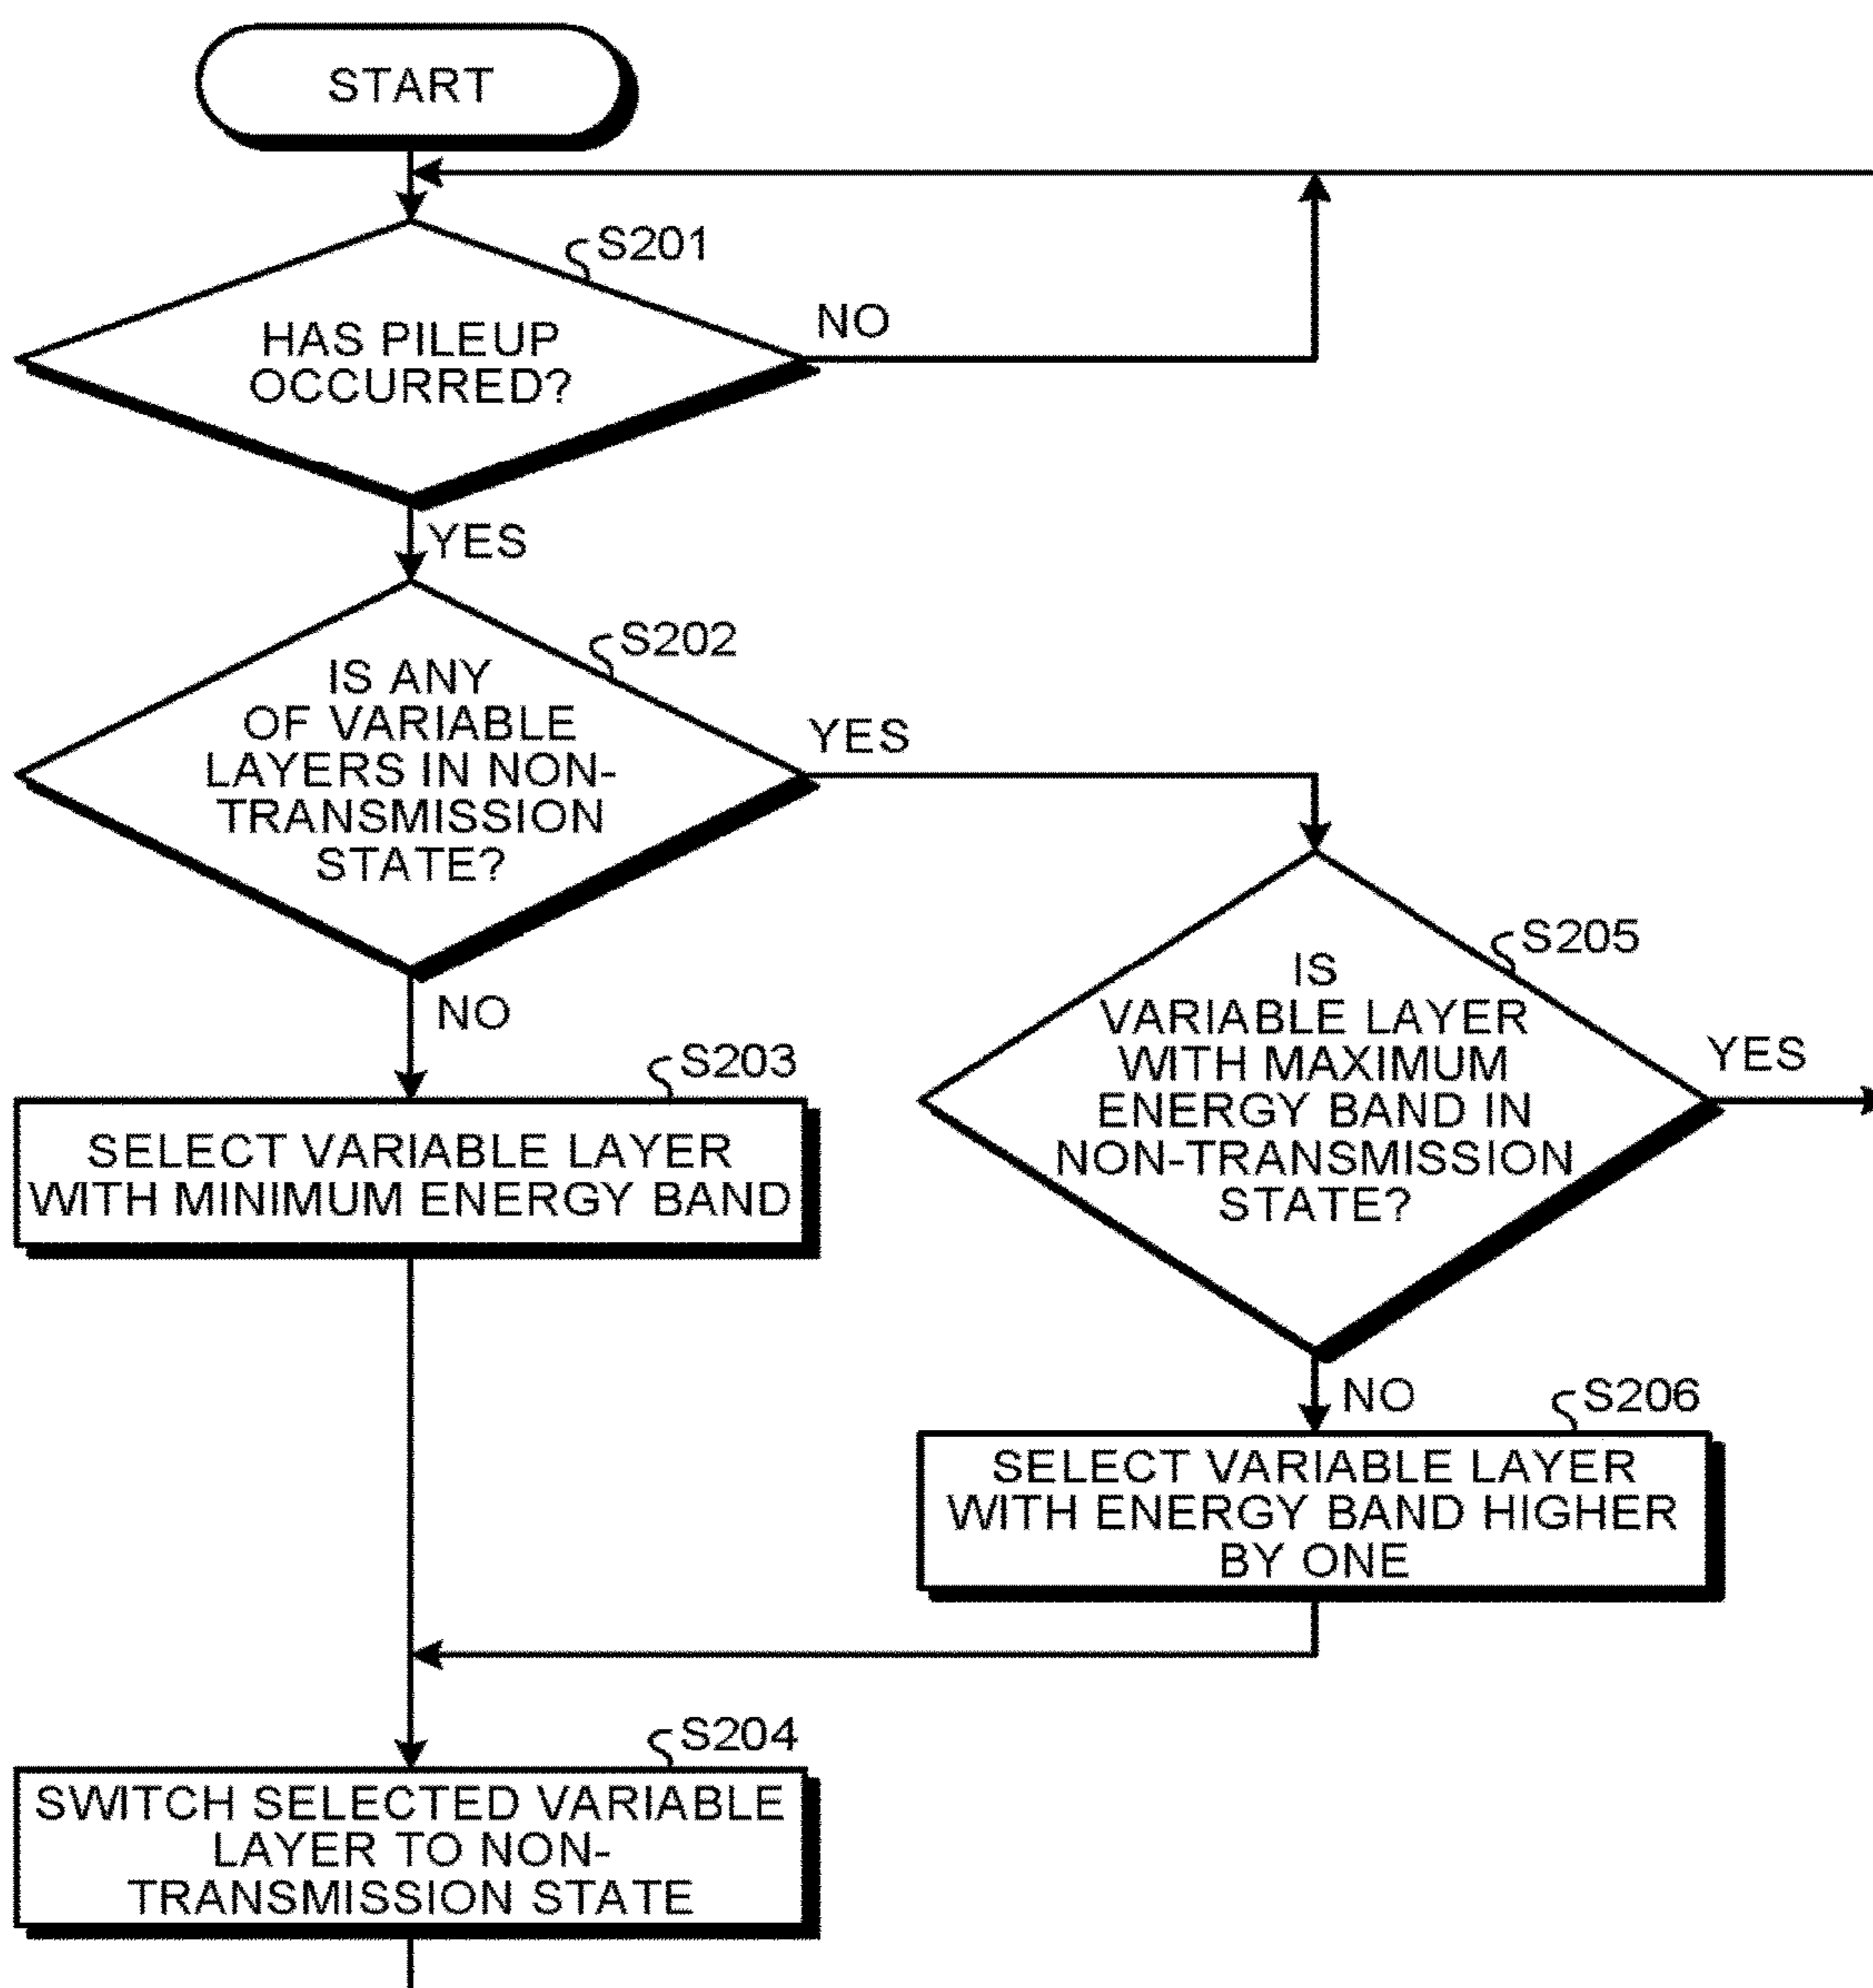 START
S201
HAS PILEUP
OCCURRED?
NO
YES
S202
IS ANY
OF VARIABLE
LAYERS IN NON-
TRANSMISSION
STATE?
YES
NO
S203
SELECT VARIABLE LAYER
WITH MINIMUM ENERGY BAND
S205
IS
VARIABLE LAYER
WITH MAXIMUM
ENERGY BAND IN
NON-TRANSMISSION
STATE?
YES
NO
S206
SELECT VARIABLE LAYER
WITH ENERGY BAND HIGHER
BY ONE
S204
SWITCH SELECTED VARIABLE
LAYER TO NON-
TRANSMISSION STATE